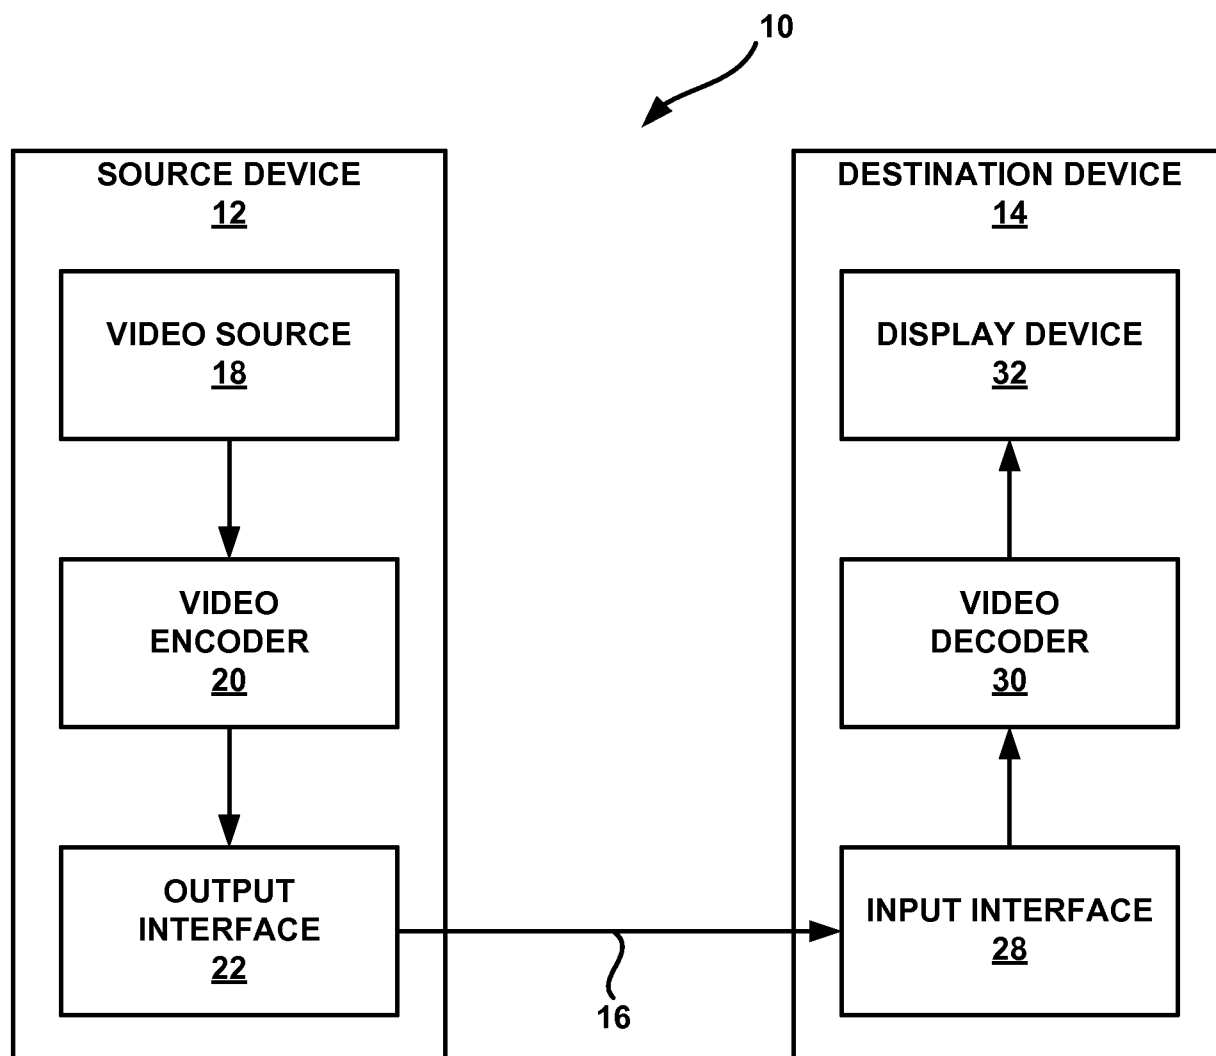 10
SOURCE DEVICE
12
VIDEO SOURCE
18
VIDEO
ENCODER
20
OUTPUT
INTERFACE
22
16
DESTINATION DEVICE
14
DISPLAY DEVICE
32
VIDEO
DECODER
30
INPUT INTERFACE
28